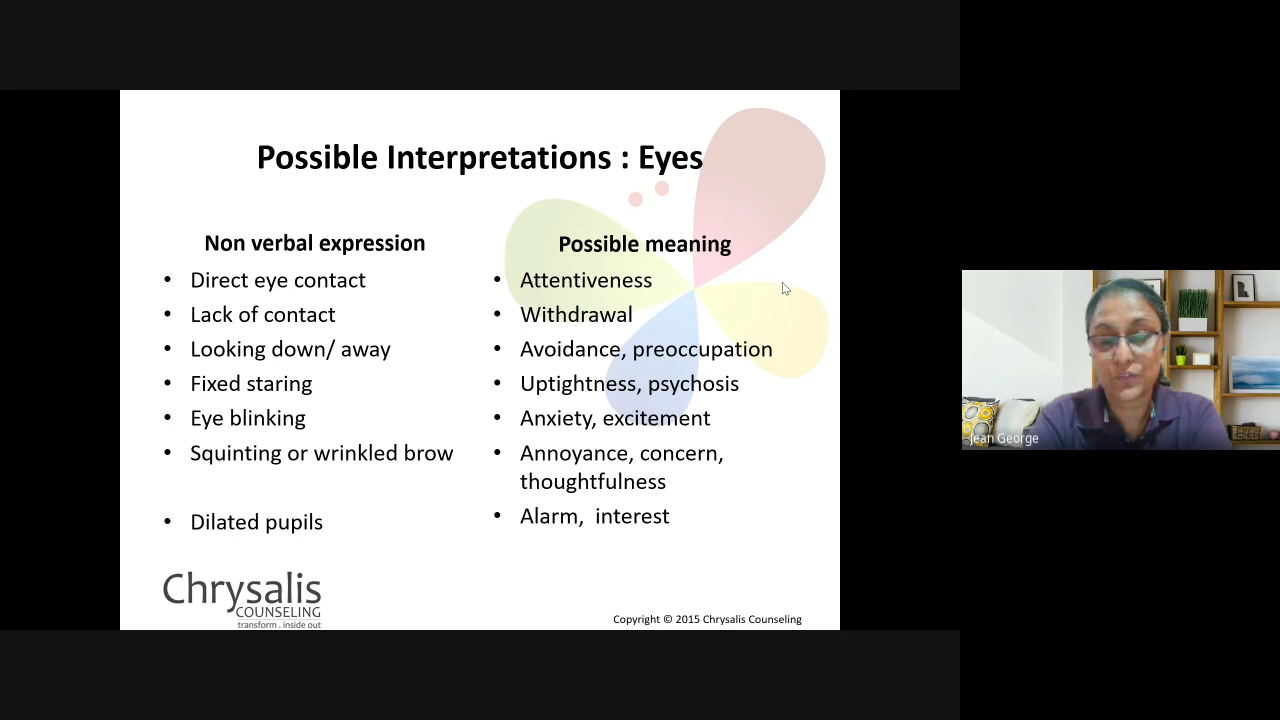 Possible Interpretations : Eyes
Non verbal expression
• Direct eye contact
• Lack of contact
• Looking down/ away
• Fixed staring
• Eye blinking
• Squinting or wrinkled brow
• Dilated pupils
Possible meaning
• Attentiveness
• Withdrawal
• Avoidance, preoccupation
• Uptightness, psychosis
• Anxiety, excitement
• Annoyance, concern,
thoughtfulness
• Alarm, interest
Chrysalis
COUNSELING
transform . inside out
Copyright © 2015 Chrysalis Counseling
Jean George